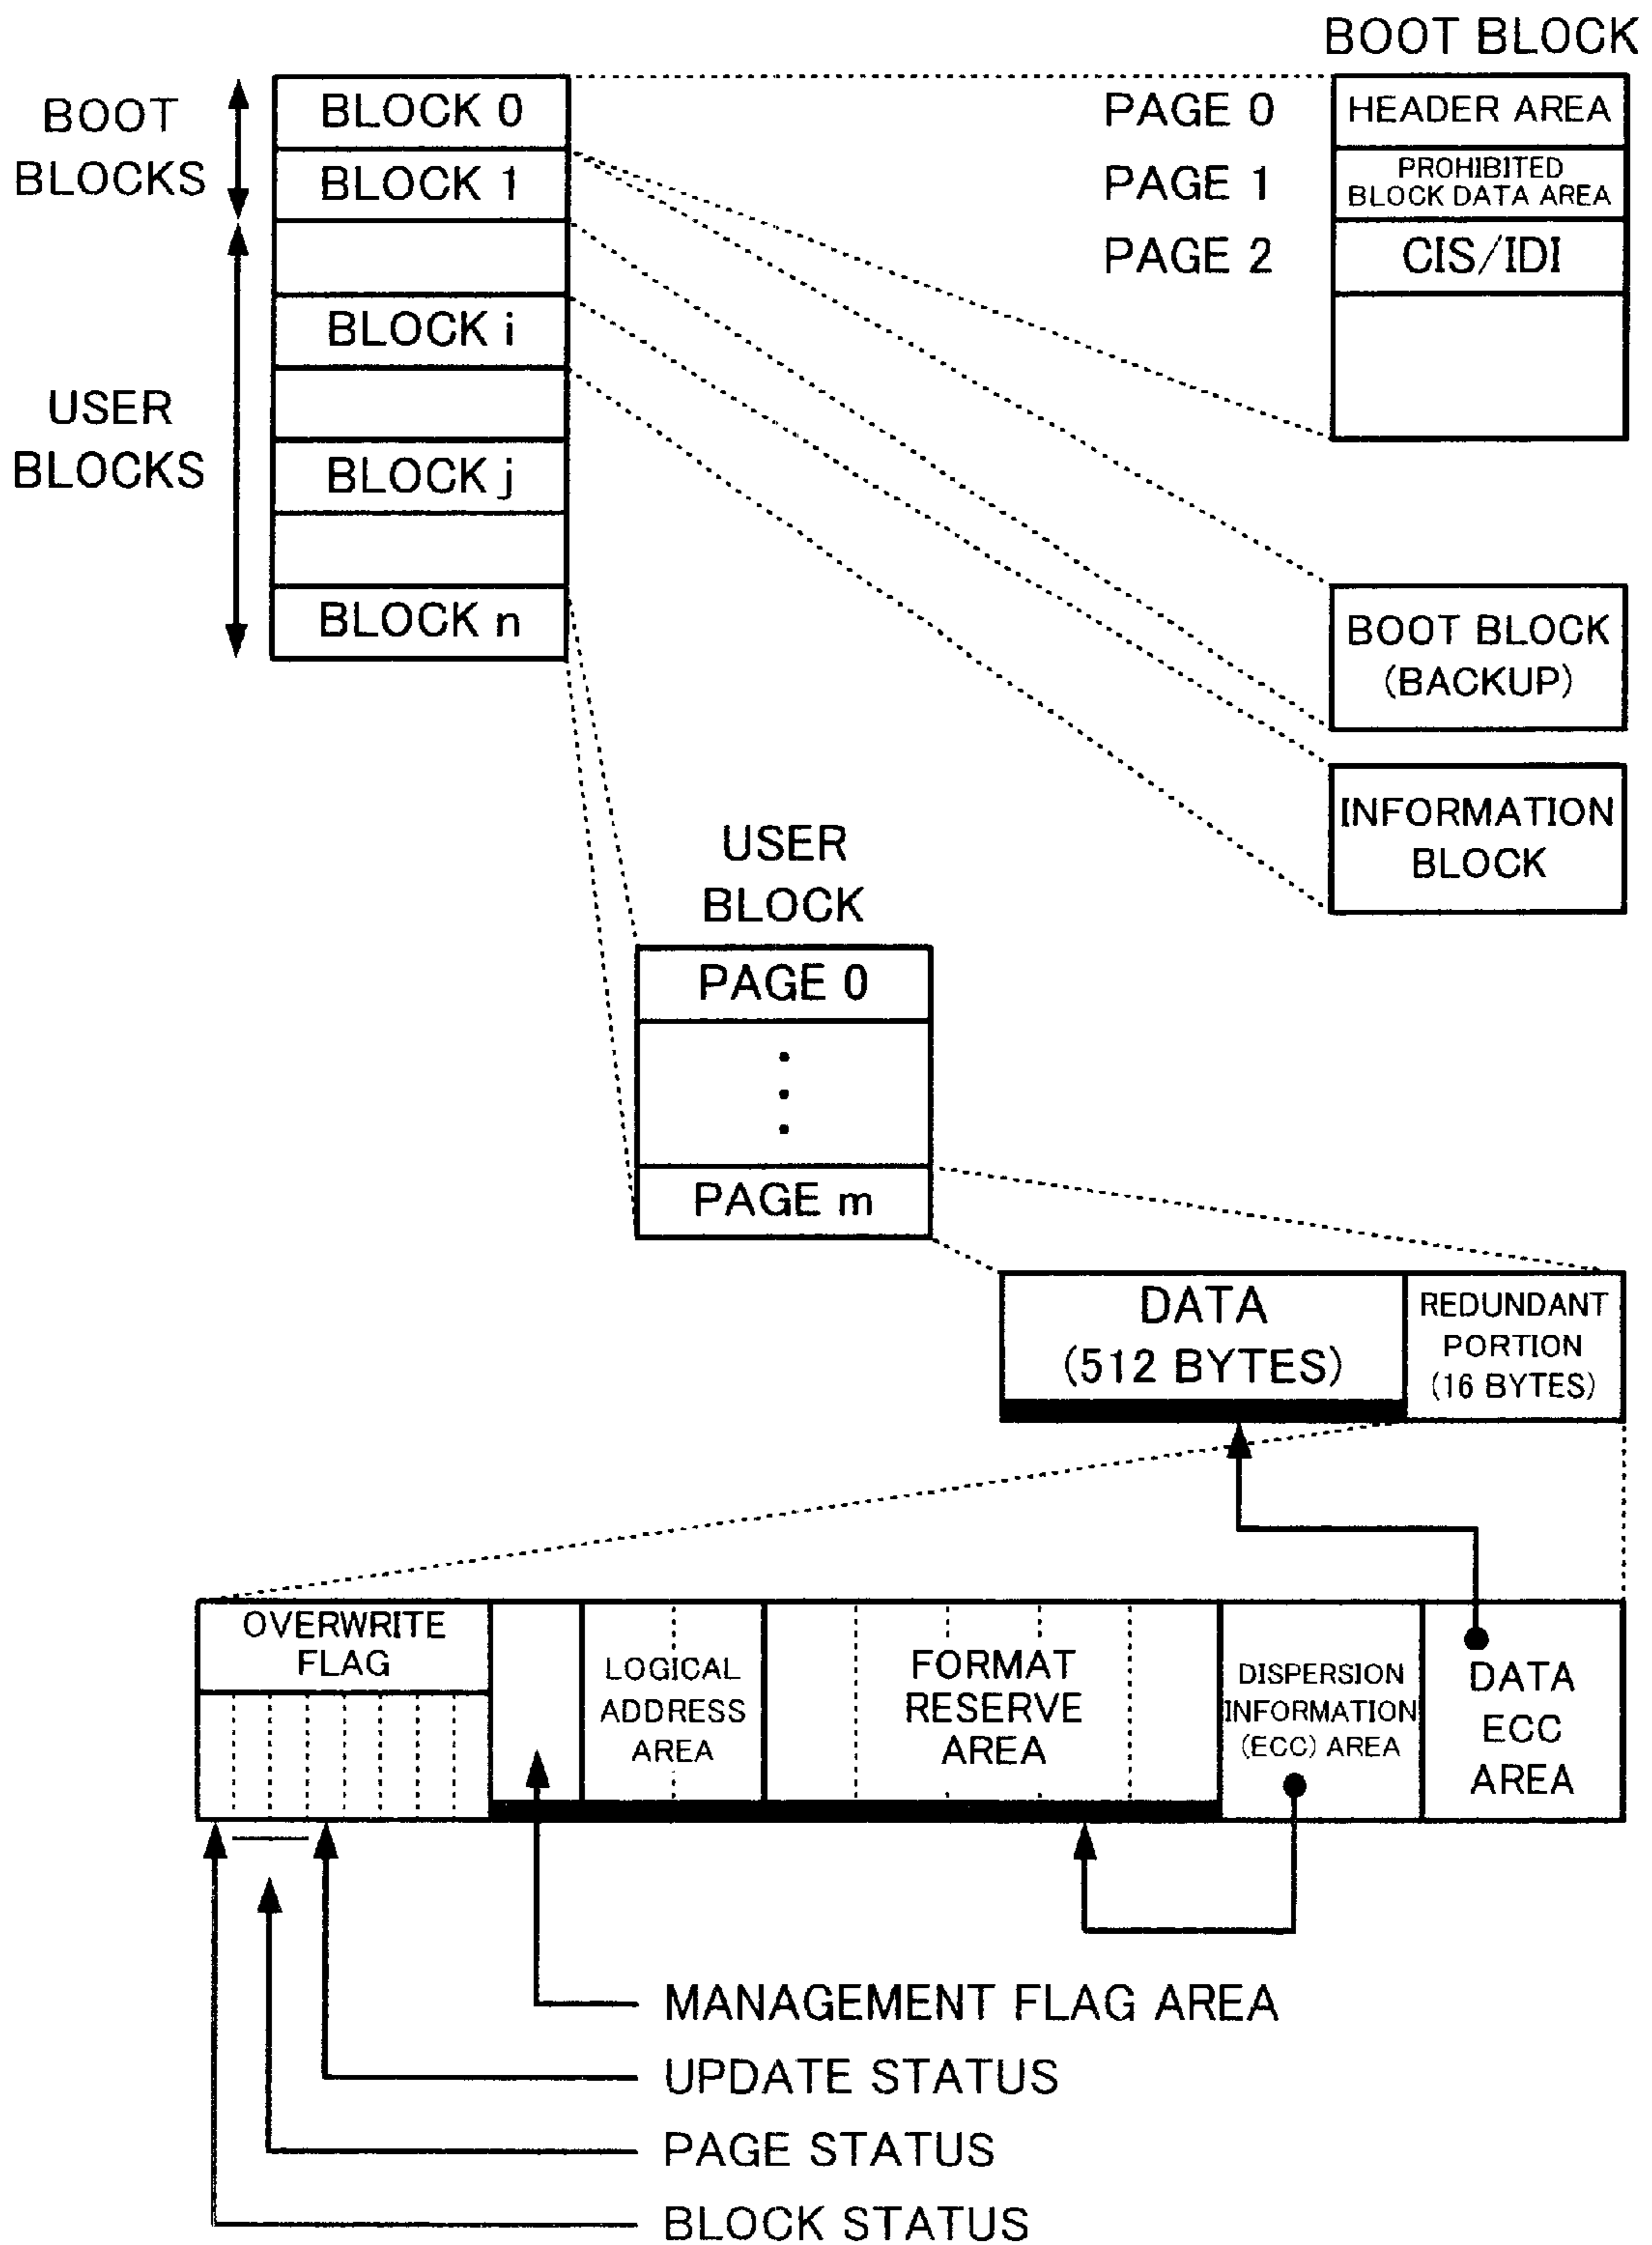 BOOT BLOCK
BOOT
BLOCKS
BLOCK 0
BLOCK 1
BLOCK i
BLOCK j
BLOCK n
USER
BLOCKS
PAGE 0
HEADER AREA
PAGE 1
PROHIBITED
BLOCK DATA AREA
PAGE 2
CIS/IDI
BOOT BLOCK
(BACKUP)
INFORMATION
BLOCK
USER
BLOCK
PAGE 0
PAGE m
DATA
(512 BYTES)
REDUNDANT
PORTION
(16 BYTES)
OVERWRITE
FLAG
LOGICAL
ADDRESS
AREA
FORMAT
RESERVE
AREA
DISPERSION
INFORMATION
(ECC) AREA
DATA
ECC
AREA
MANAGEMENT FLAG AREA
UPDATE STATUS
PAGE STATUS
BLOCK STATUS